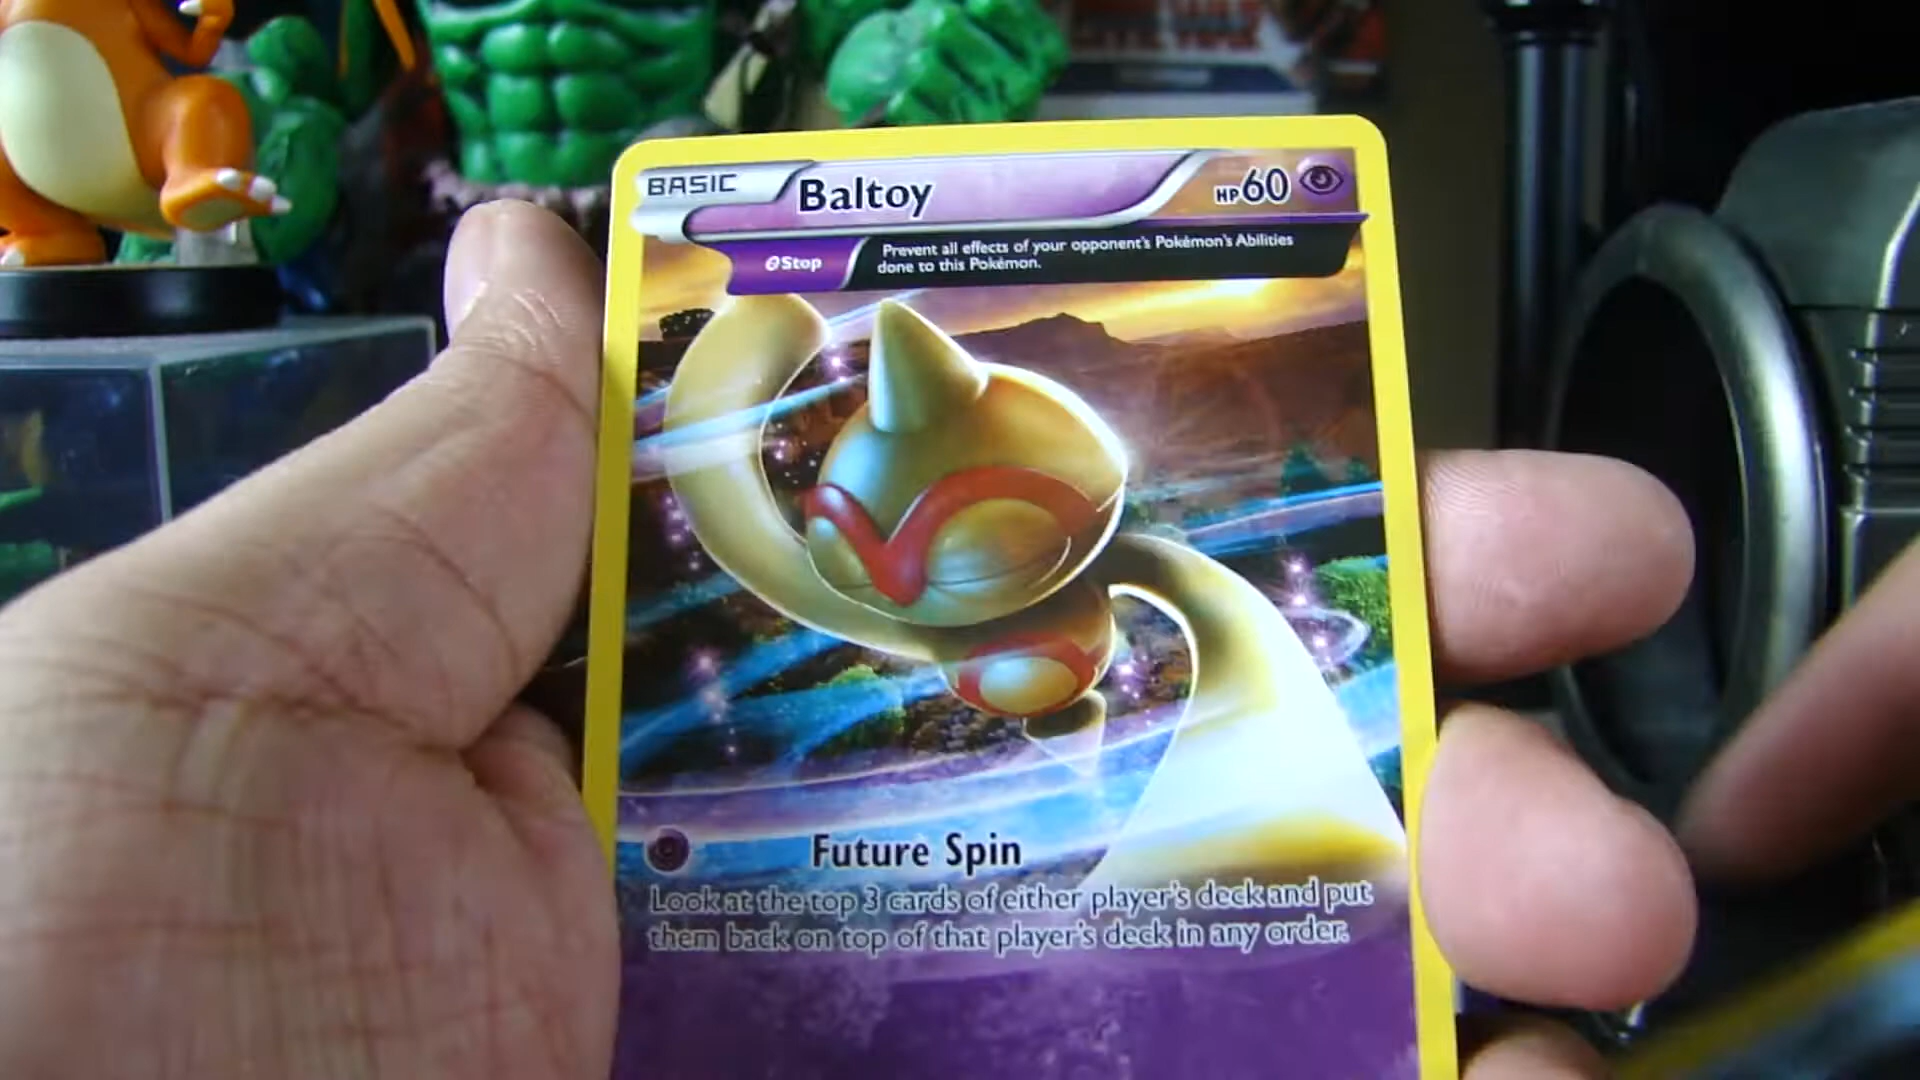 BASIC Baltoy HP60
θStop Prevent all effects of your opponent's Pokémon's Abilities
done to this Pokémon.
Future Spin
Look at the top 3 cards of either player's deck and put
them back on top of that player's deck in any order.